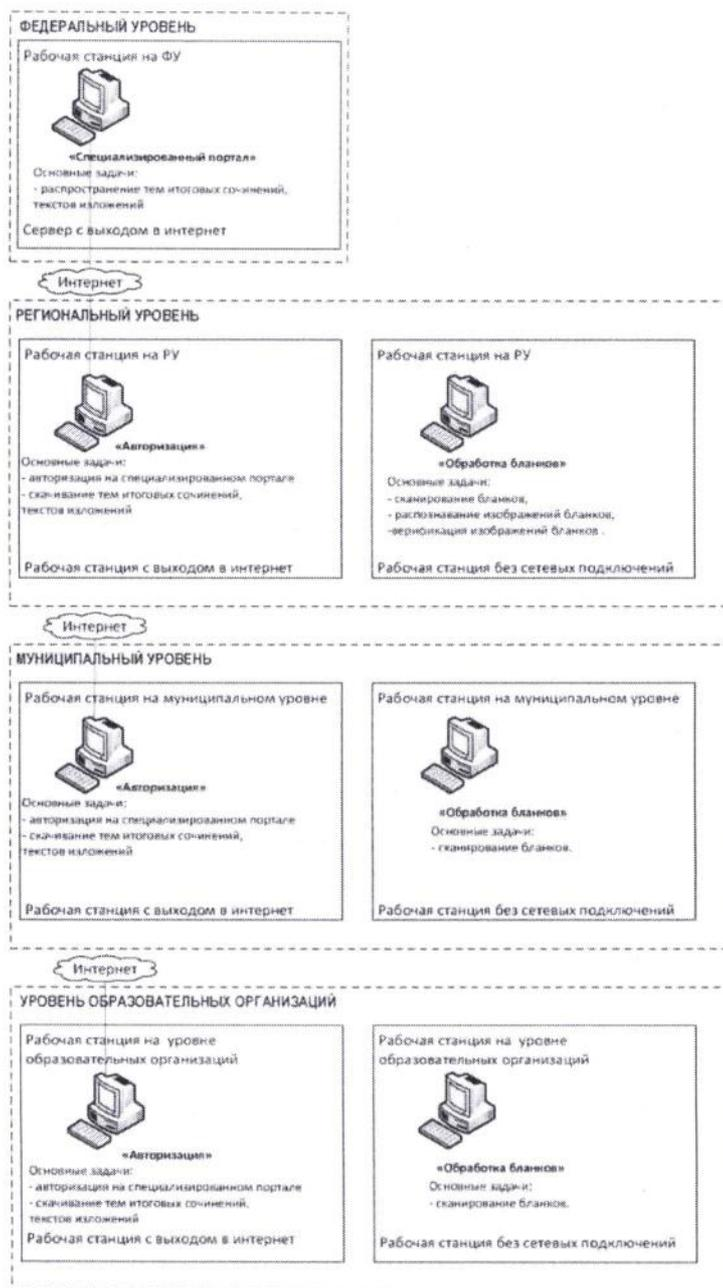 ФЕДЕРАЛЬНЫЙ УРОВЕНЬ
Рабочая станция на ФУ
«Специализированный портал»
Основные задачи:
- распространение тем итоговых сочинений,
текстов изложений
Сервер с выходом в интернет
Интернет
РЕГИОНАЛЬНЫЙ УРОВЕНЬ
Рабочая станция на РУ
«Авторизация»
Основные задачи:
- авторизация на специализированном портале
- скачивание тем итоговых сочинений,
текстов изложений
Рабочая станция с выходом в интернет
Рабочая станция на РУ
«Обработка бланков»
Основные задачи:
- сканирование бланков,
- распознавание изображений бланков,
-верификация изображений бланков .
Рабочая станция без сетевых подключений
Интернет
МУНИЦИПАЛЬНЫЙ УРОВЕНЬ
Рабочая станция на муниципальном уровне
«Авторизация»
Основные задачи:
- авторизация на специализированном портале
- скачивание тем итоговых сочинений,
текстов изложений
Рабочая станция с выходом в интернет
Рабочая станция на муниципальном уровне
«Обработка бланков»
Основные задачи:
- сканирование бланков.
Рабочая станция без сетевых подключений
Интернет
УРОВЕНЬ ОБРАЗОВАТЕЛЬНЫХ ОРГАНИЗАЦИЙ
Рабочая станция на уровне
образовательных организаций
«Авторизация»
Основные задачи:
- авторизация на специализированном портале
- скачивание тем итоговых сочинений,
текстов изложений
Рабочая станция с выходом в интернет
Рабочая станция на уровне
образовательных организаций
«Обработка бланков»
Основные задачи:
- сканирование бланков.
Рабочая станция без сетевых подключений